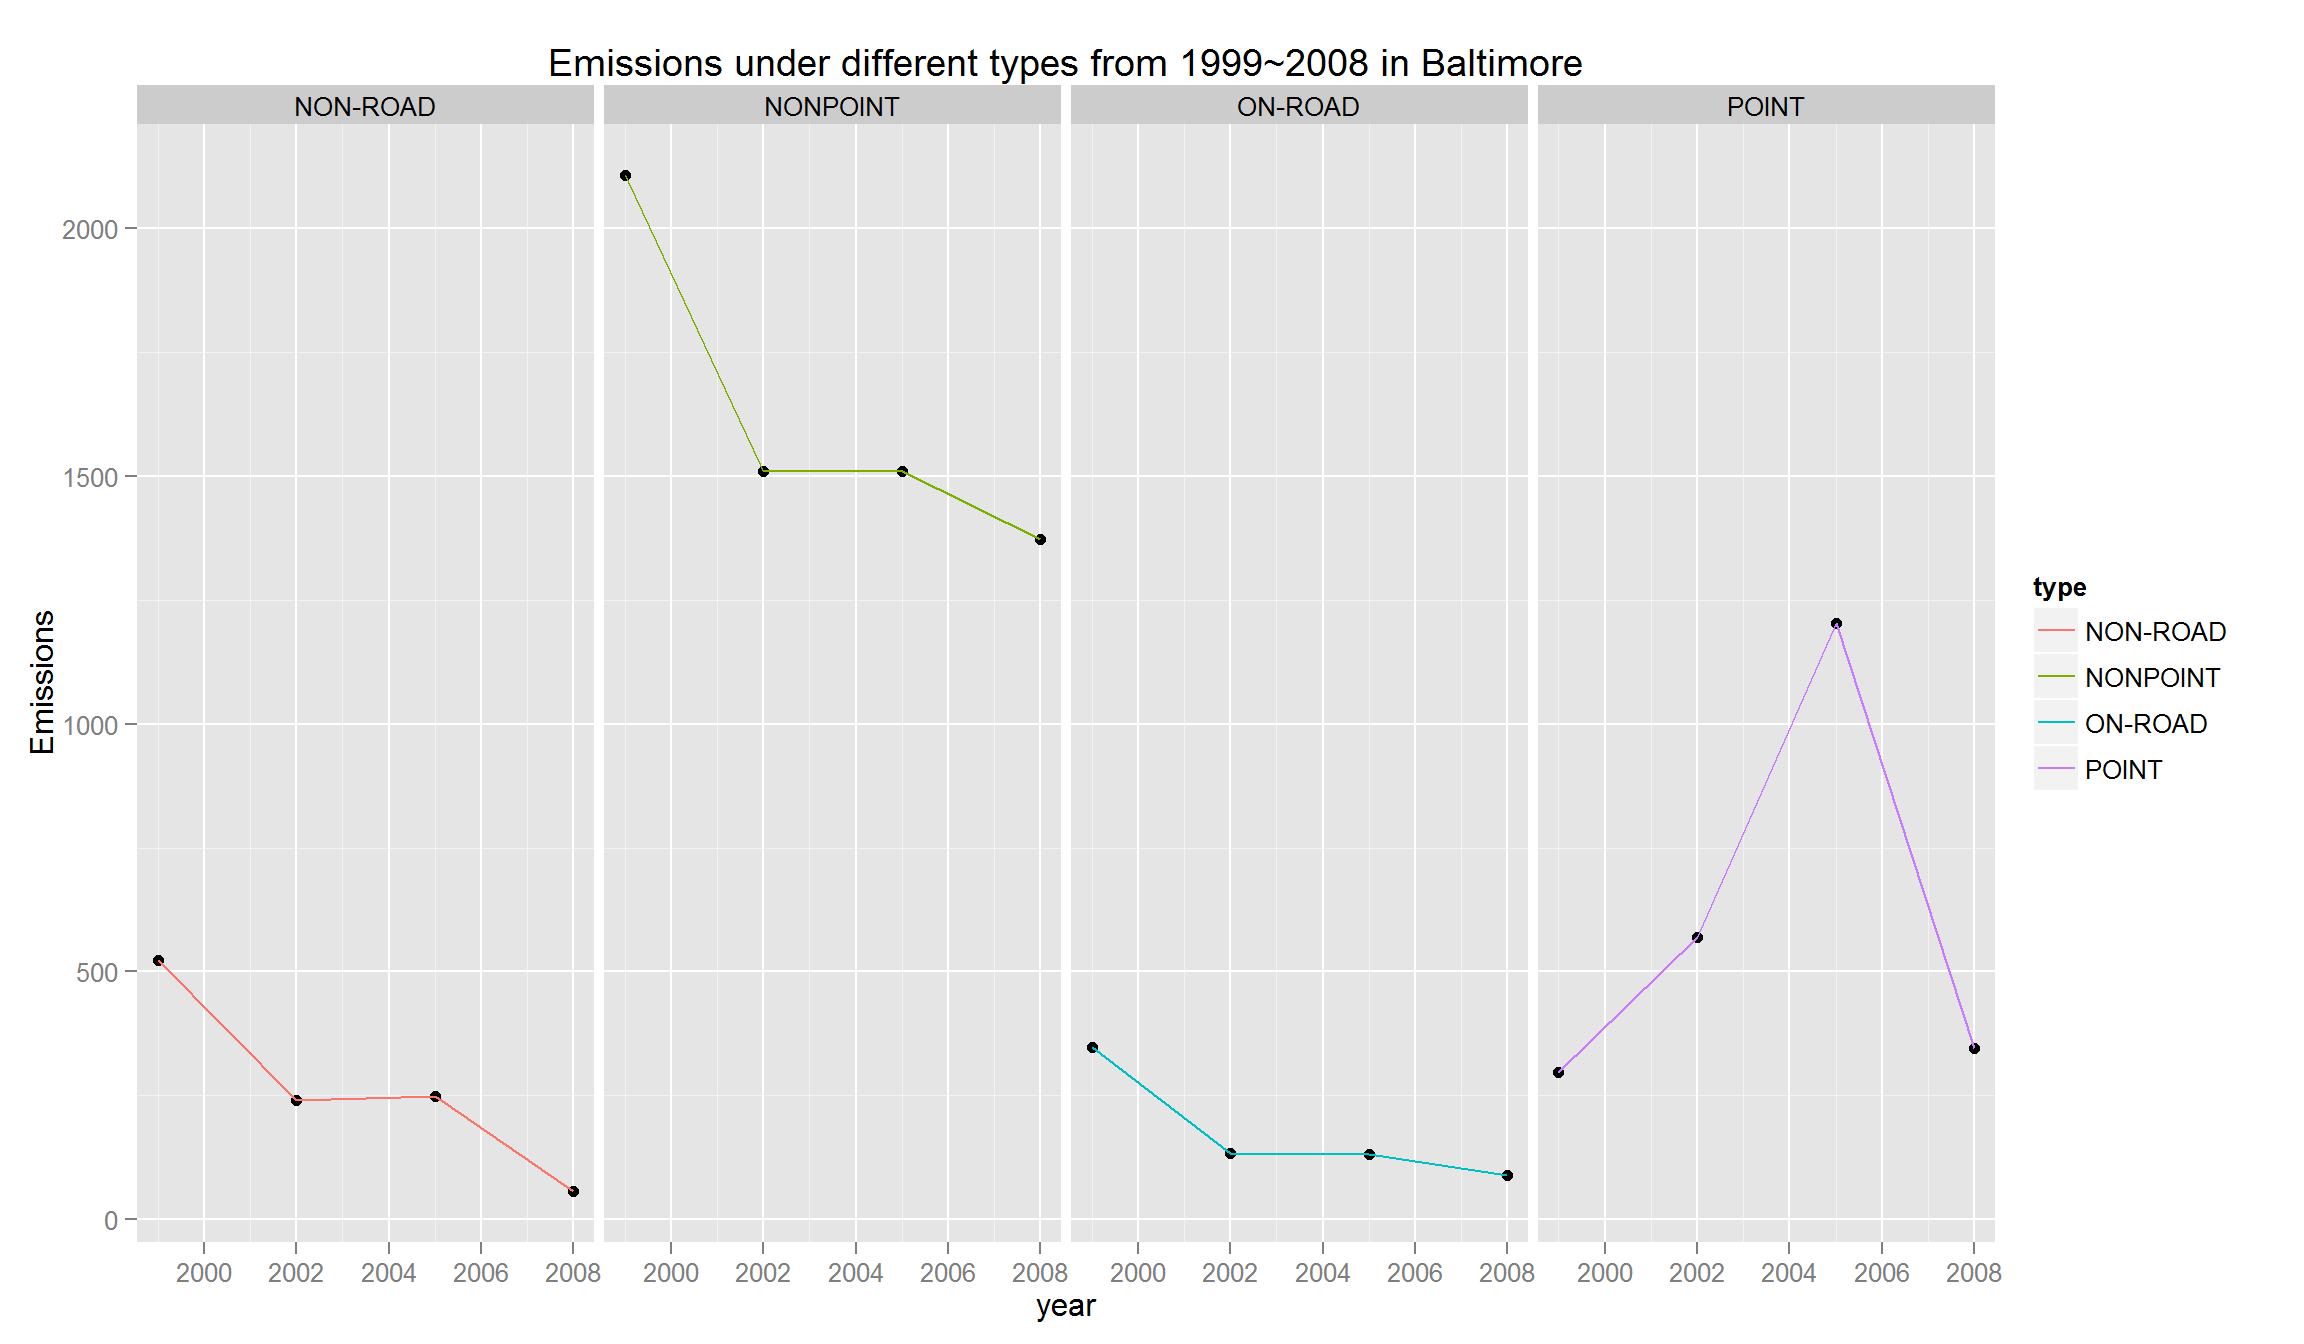 Emissions under different types from 1999~2008 in Baltimore
NON-ROAD NONPOINT ON-ROAD POINT
2000
1500
1000
500
0
Emissions
2000 2002 2004 2006 2008 2000 2002 2004 2006 2008 2000 2002 2004 2006 2008 2000 2002 2004 2006 2008
year
type
NON-ROAD
NONPOINT
ON-ROAD
POINT